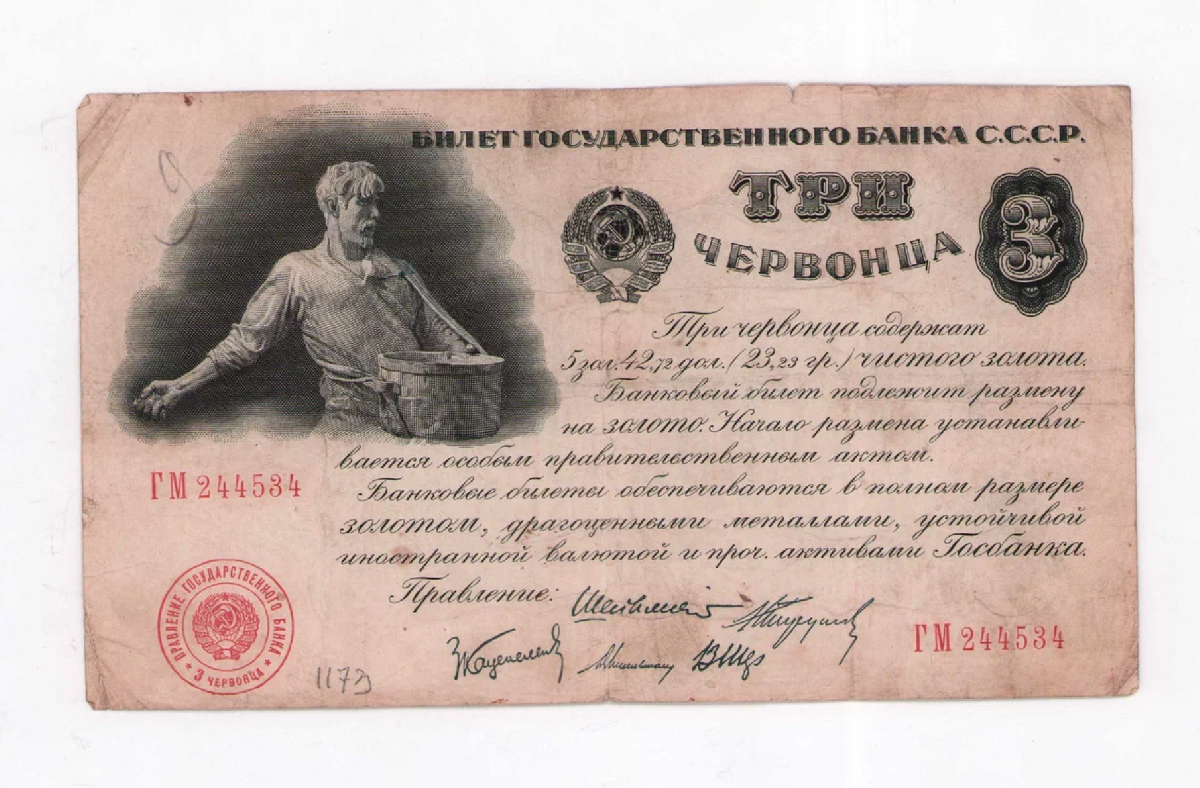 БИЛЕТ ГОСУДАРСТВЕННОГО БАНКА С.С.С.Р.
ТРИ
ЧЕРВОНЦА
3
Три червонца содержат
5 зол. 42,72 дол. (23,23 гр.) чистого золота.
Банковый билет подлежит размену
на золото. Начало размена устанавли-
вается особым правительственным актом.
Банковые билеты обеспечиваются в полном размере
золотом, драгоценными металлами, устойчивой
иностранной валютой и проч. активами Госбанка.
Правление:
ГМ 244534
ГМ 244534
ПРАВЛЕНИЕ ГОСУДАРСТВЕННОГО БАНКА
3 ЧЕРВОНЦА
1173
9